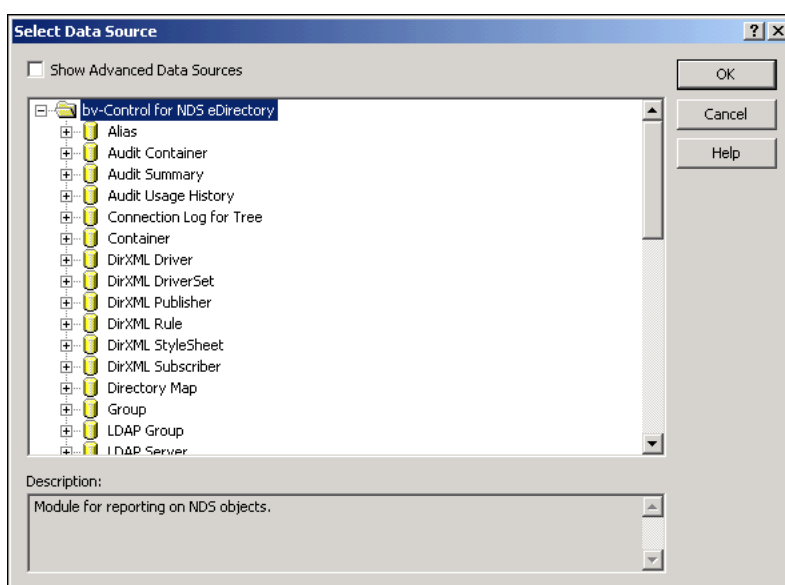 Select Data Source
Show Advanced Data Sources
OK
bv-Control for NDS eDirectory
Cancel
Alias
Audit Container
Help
Audit Summary
Audit Usage History
Connection Log for Tree
Container
DirXML Driver
DirXML DriverSet
DirXML Publisher
DirXML Rule
DirXML StyleSheet
DirXML Subscriber
Directory Map
Group
LDAP Group
LDAP Server
Description:
Module for reporting on NDS objects.